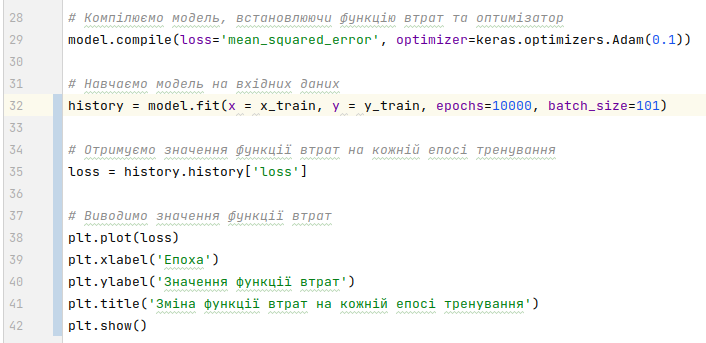 28 # Компілюємо модель, встановлюючи функцію втрат та оптимізатор
29 model.compile(loss='mean_squared_error', optimizer=keras.optimizers.Adam(0.1))
30
31 # Навчаємо модель на вхідних даних
32 history = model.fit(x = x_train, y = y_train, epochs=10000, batch_size=101)
33
34 # Отримуємо значення функції втрат на кожній епосі тренування
35 loss = history.history['loss']
36
37 # Виводимо значення функції втрат
38 plt.plot(loss)
39 plt.xlabel('Епоха')
40 plt.ylabel('Значення функції втрат')
41 plt.title('Зміна функції втрат на кожній епосі тренування')
42 plt.show()